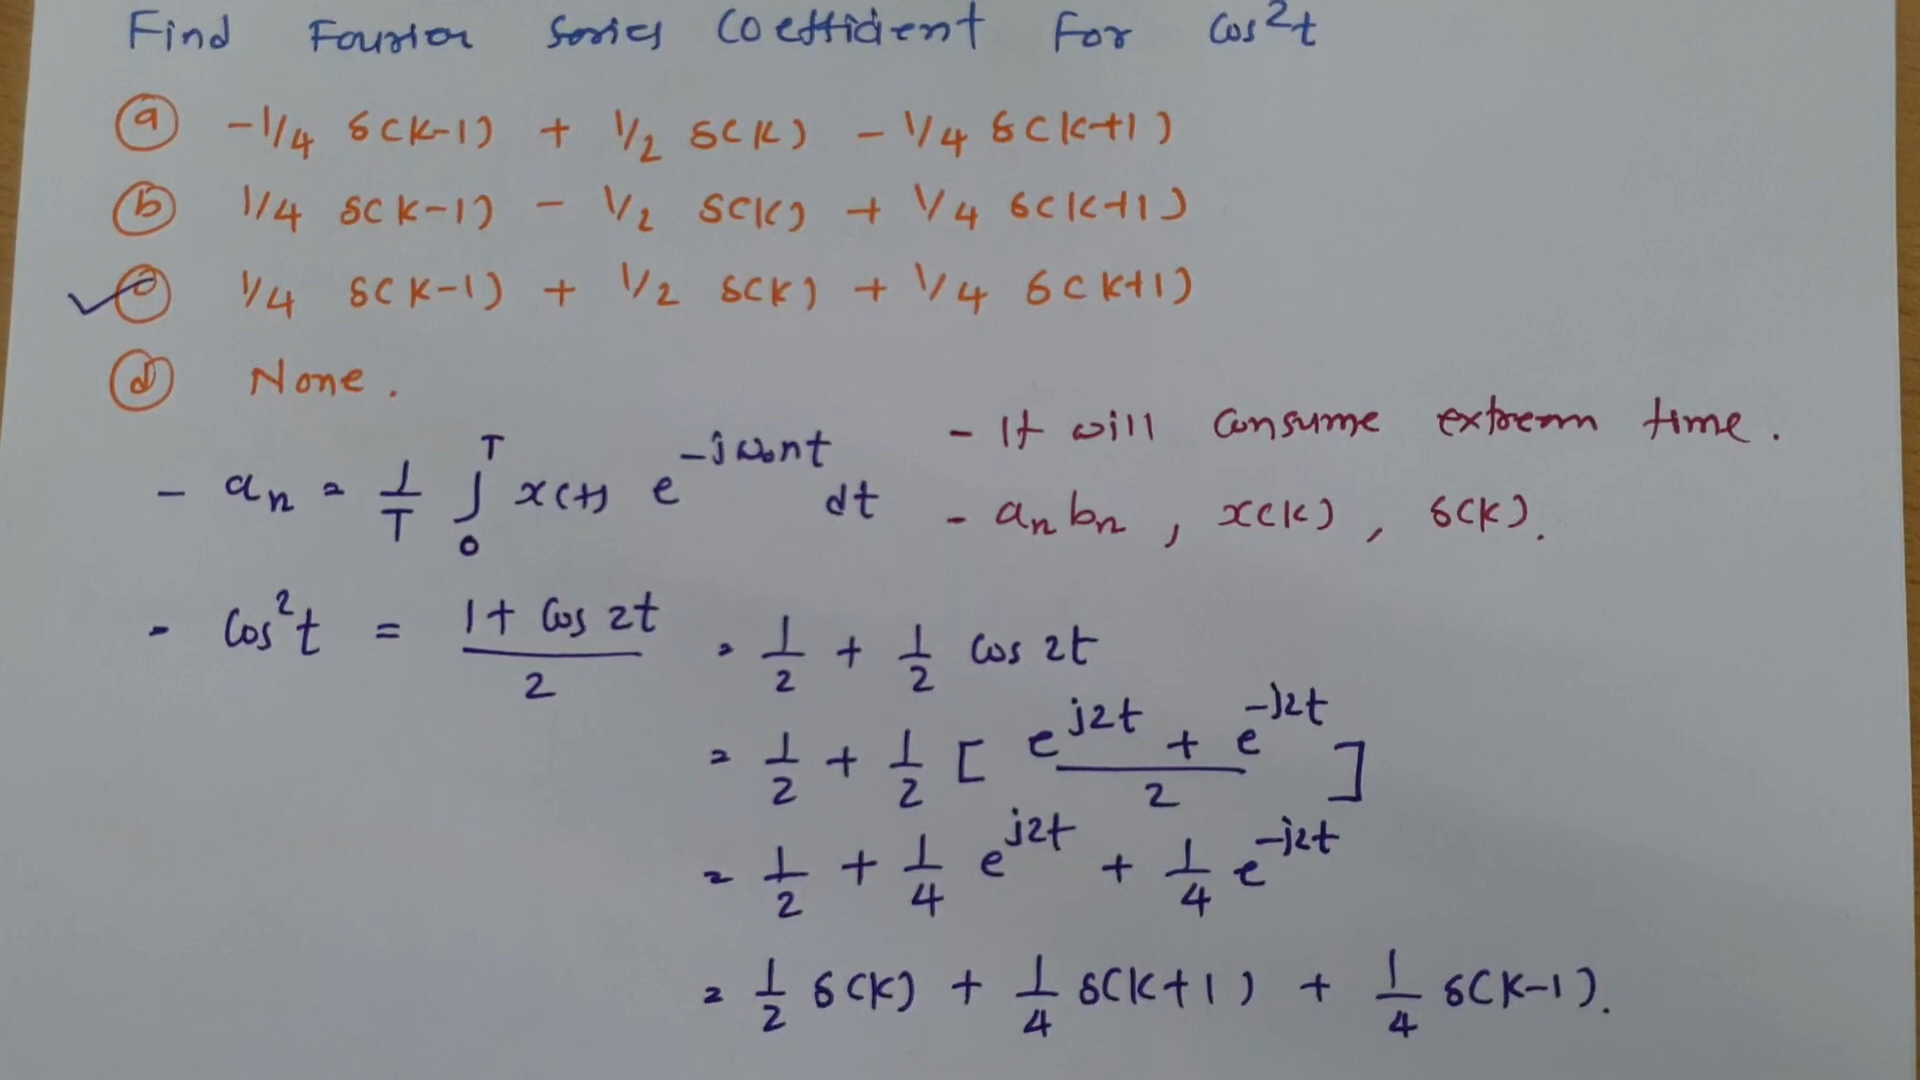 Find Fourier Series Coefficient For Cos²t
(a) -1/4 δ(k-1) + 1/2 δ(k) - 1/4 δ(k+1)
(b) 1/4 δ(k-1) - 1/2 δ(k) + 1/4 δ(k+1)
✓ (c) 1/4 δ(k-1) + 1/2 δ(k) + 1/4 δ(k+1)
(d) None.
- It will consume extrem time.
- aₙ = 1/T ∫₀ᵀ x(t) e^(-jω₀nt) dt
- aₙ bₙ , x(k) , δ(k).
- Cos²t = (1 + Cos 2t)/2 = 1/2 + 1/2 Cos 2t
= 1/2 + 1/2 [ (e^(j2t) + e^(-j2t))/2 ]
= 1/2 + 1/4 e^(j2t) + 1/4 e^(-j2t)
= 1/2 δ(k) + 1/4 δ(k+1) + 1/4 δ(k-1).